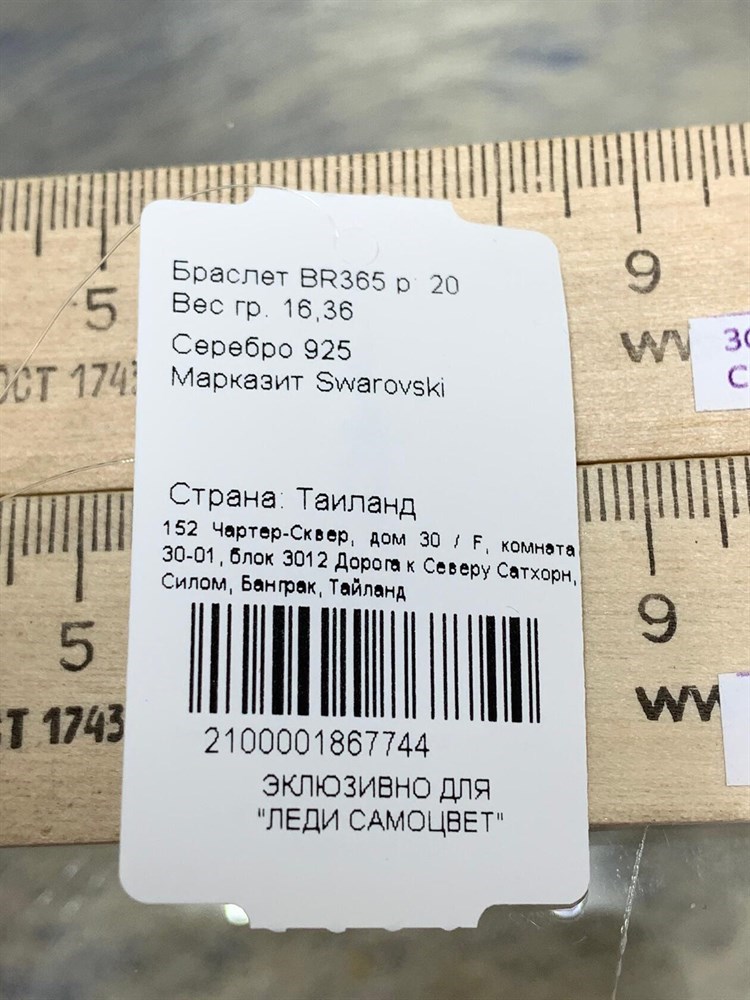 Браслет BR365 р. 20
Вес гр. 16,36
Серебро 925
Марказит Swarovski
Страна: Таиланд
152 Чартер-Сквер, дом 30 / F, комната
30-01, блок 3012 Дорога к Северу Сатхорн,
Силом, Банграк, Тайланд
2100001867744
ЭКЛЮЗИВНО ДЛЯ
"ЛЕДИ САМОЦВЕТ"
5
9
5
9